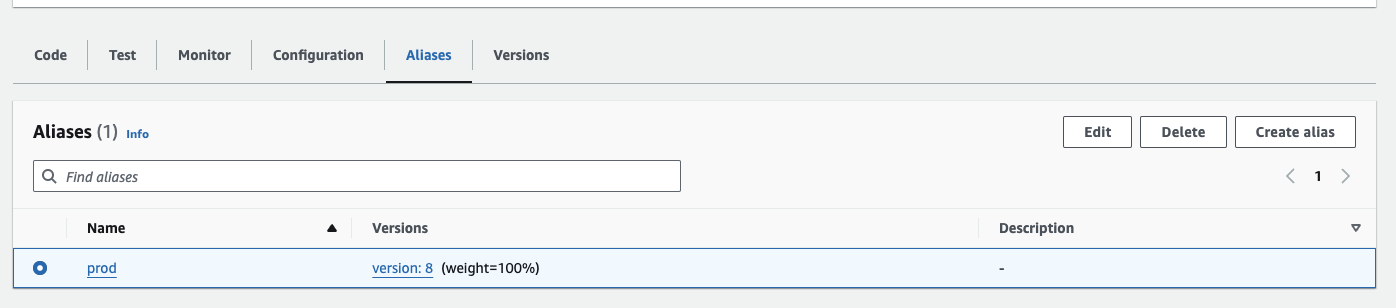 Code Test Monitor Configuration Aliases Versions
Aliases (1) Info Edit Delete Create alias
Find aliases 1
Name Versions Description
prod version: 8 (weight=100%) -